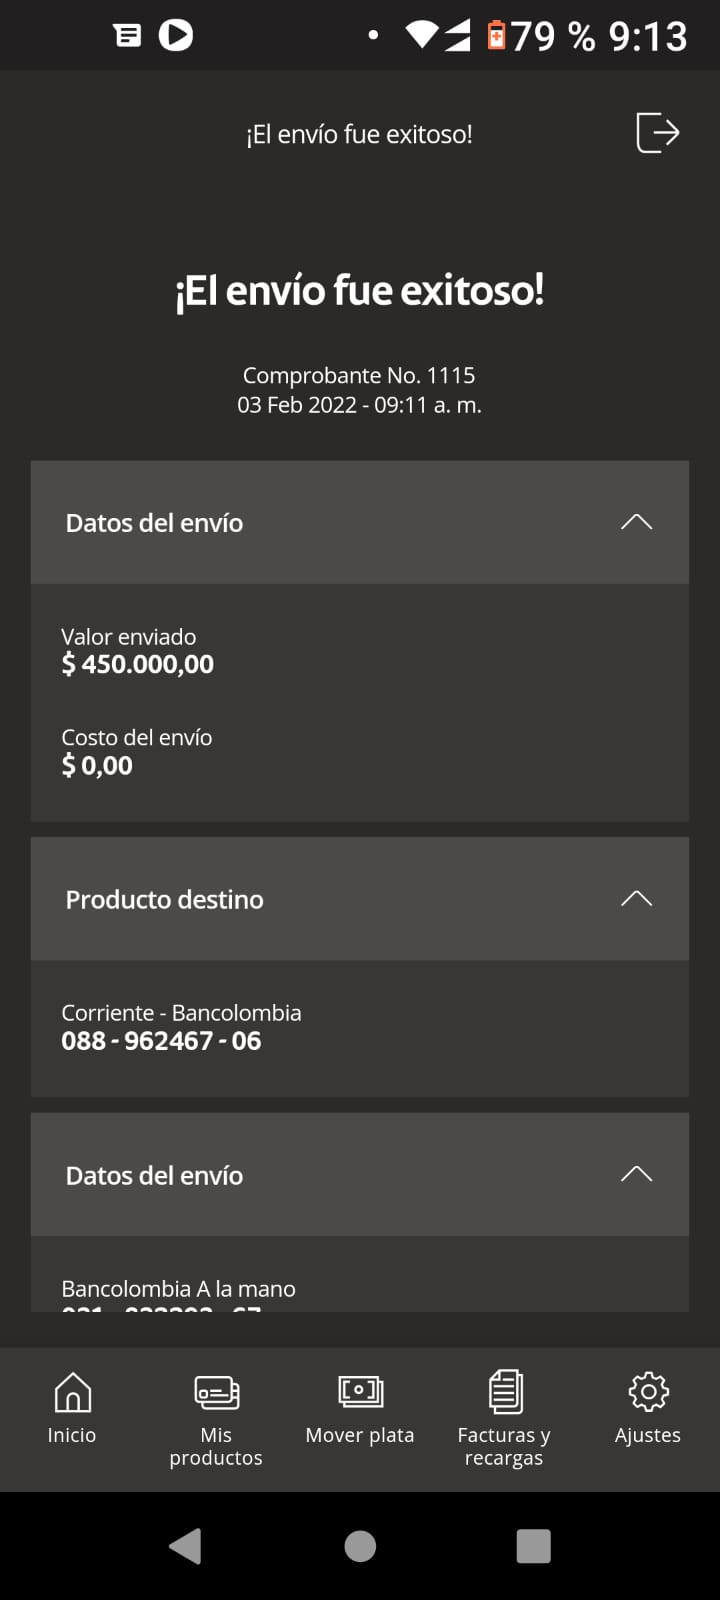 79 % 9:13
¡El envío fue exitoso!
¡El envío fue exitoso!
Comprobante No. 1115
03 Feb 2022 - 09:11 a. m.
Datos del envío
Valor enviado
$ 450.000,00
Costo del envío
$ 0,00
Producto destino
Corriente - Bancolombia
088 - 962467 - 06
Datos del envío
Bancolombia A la mano
Inicio
Mis productos
Mover plata
Facturas y recargas
Ajustes